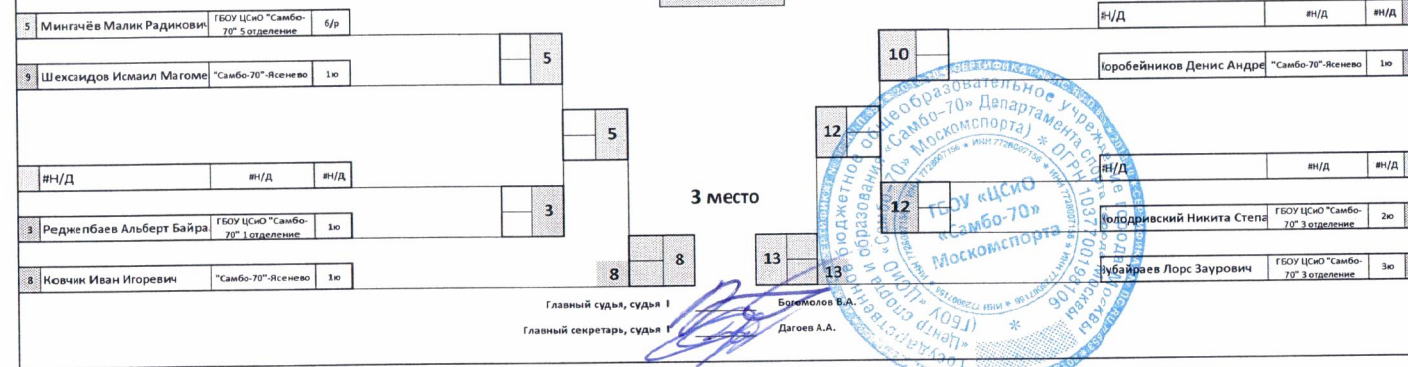 5 Мингачёв Малик Радикович ГБОУ ЦСиО "Самбо-70" 5 отделение б/р
#Н/Д #Н/Д #Н/Д
5
10
9 Шехсаидов Исмаил Магоме "Самбо-70"-Ясенево 1ю
Коробейников Денис Андре "Самбо-70"-Ясенево 1ю
5
12
#Н/Д #Н/Д #Н/Д
#Н/Д #Н/Д #Н/Д
3 место
3
12
3 Реджепбаев Альберт Байра ГБОУ ЦСиО "Самбо-70" 1 отделение 1ю
Колодривский Никита Степа ГБОУ ЦСиО "Самбо-70" 3 отделение 2ю
8 Ковчик Иван Игоревич "Самбо-70"-Ясенево 1ю
8 8
13 13
Зубайраев Лорс Заурович ГБОУ ЦСиО "Самбо-70" 3 отделение 3ю
Главный судья, судья I Богомолов В.А.
Главный секретарь, судья I Дагоев А.А.
ГБОУ «ЦСиО
«Самбо-70»
Москомспорта